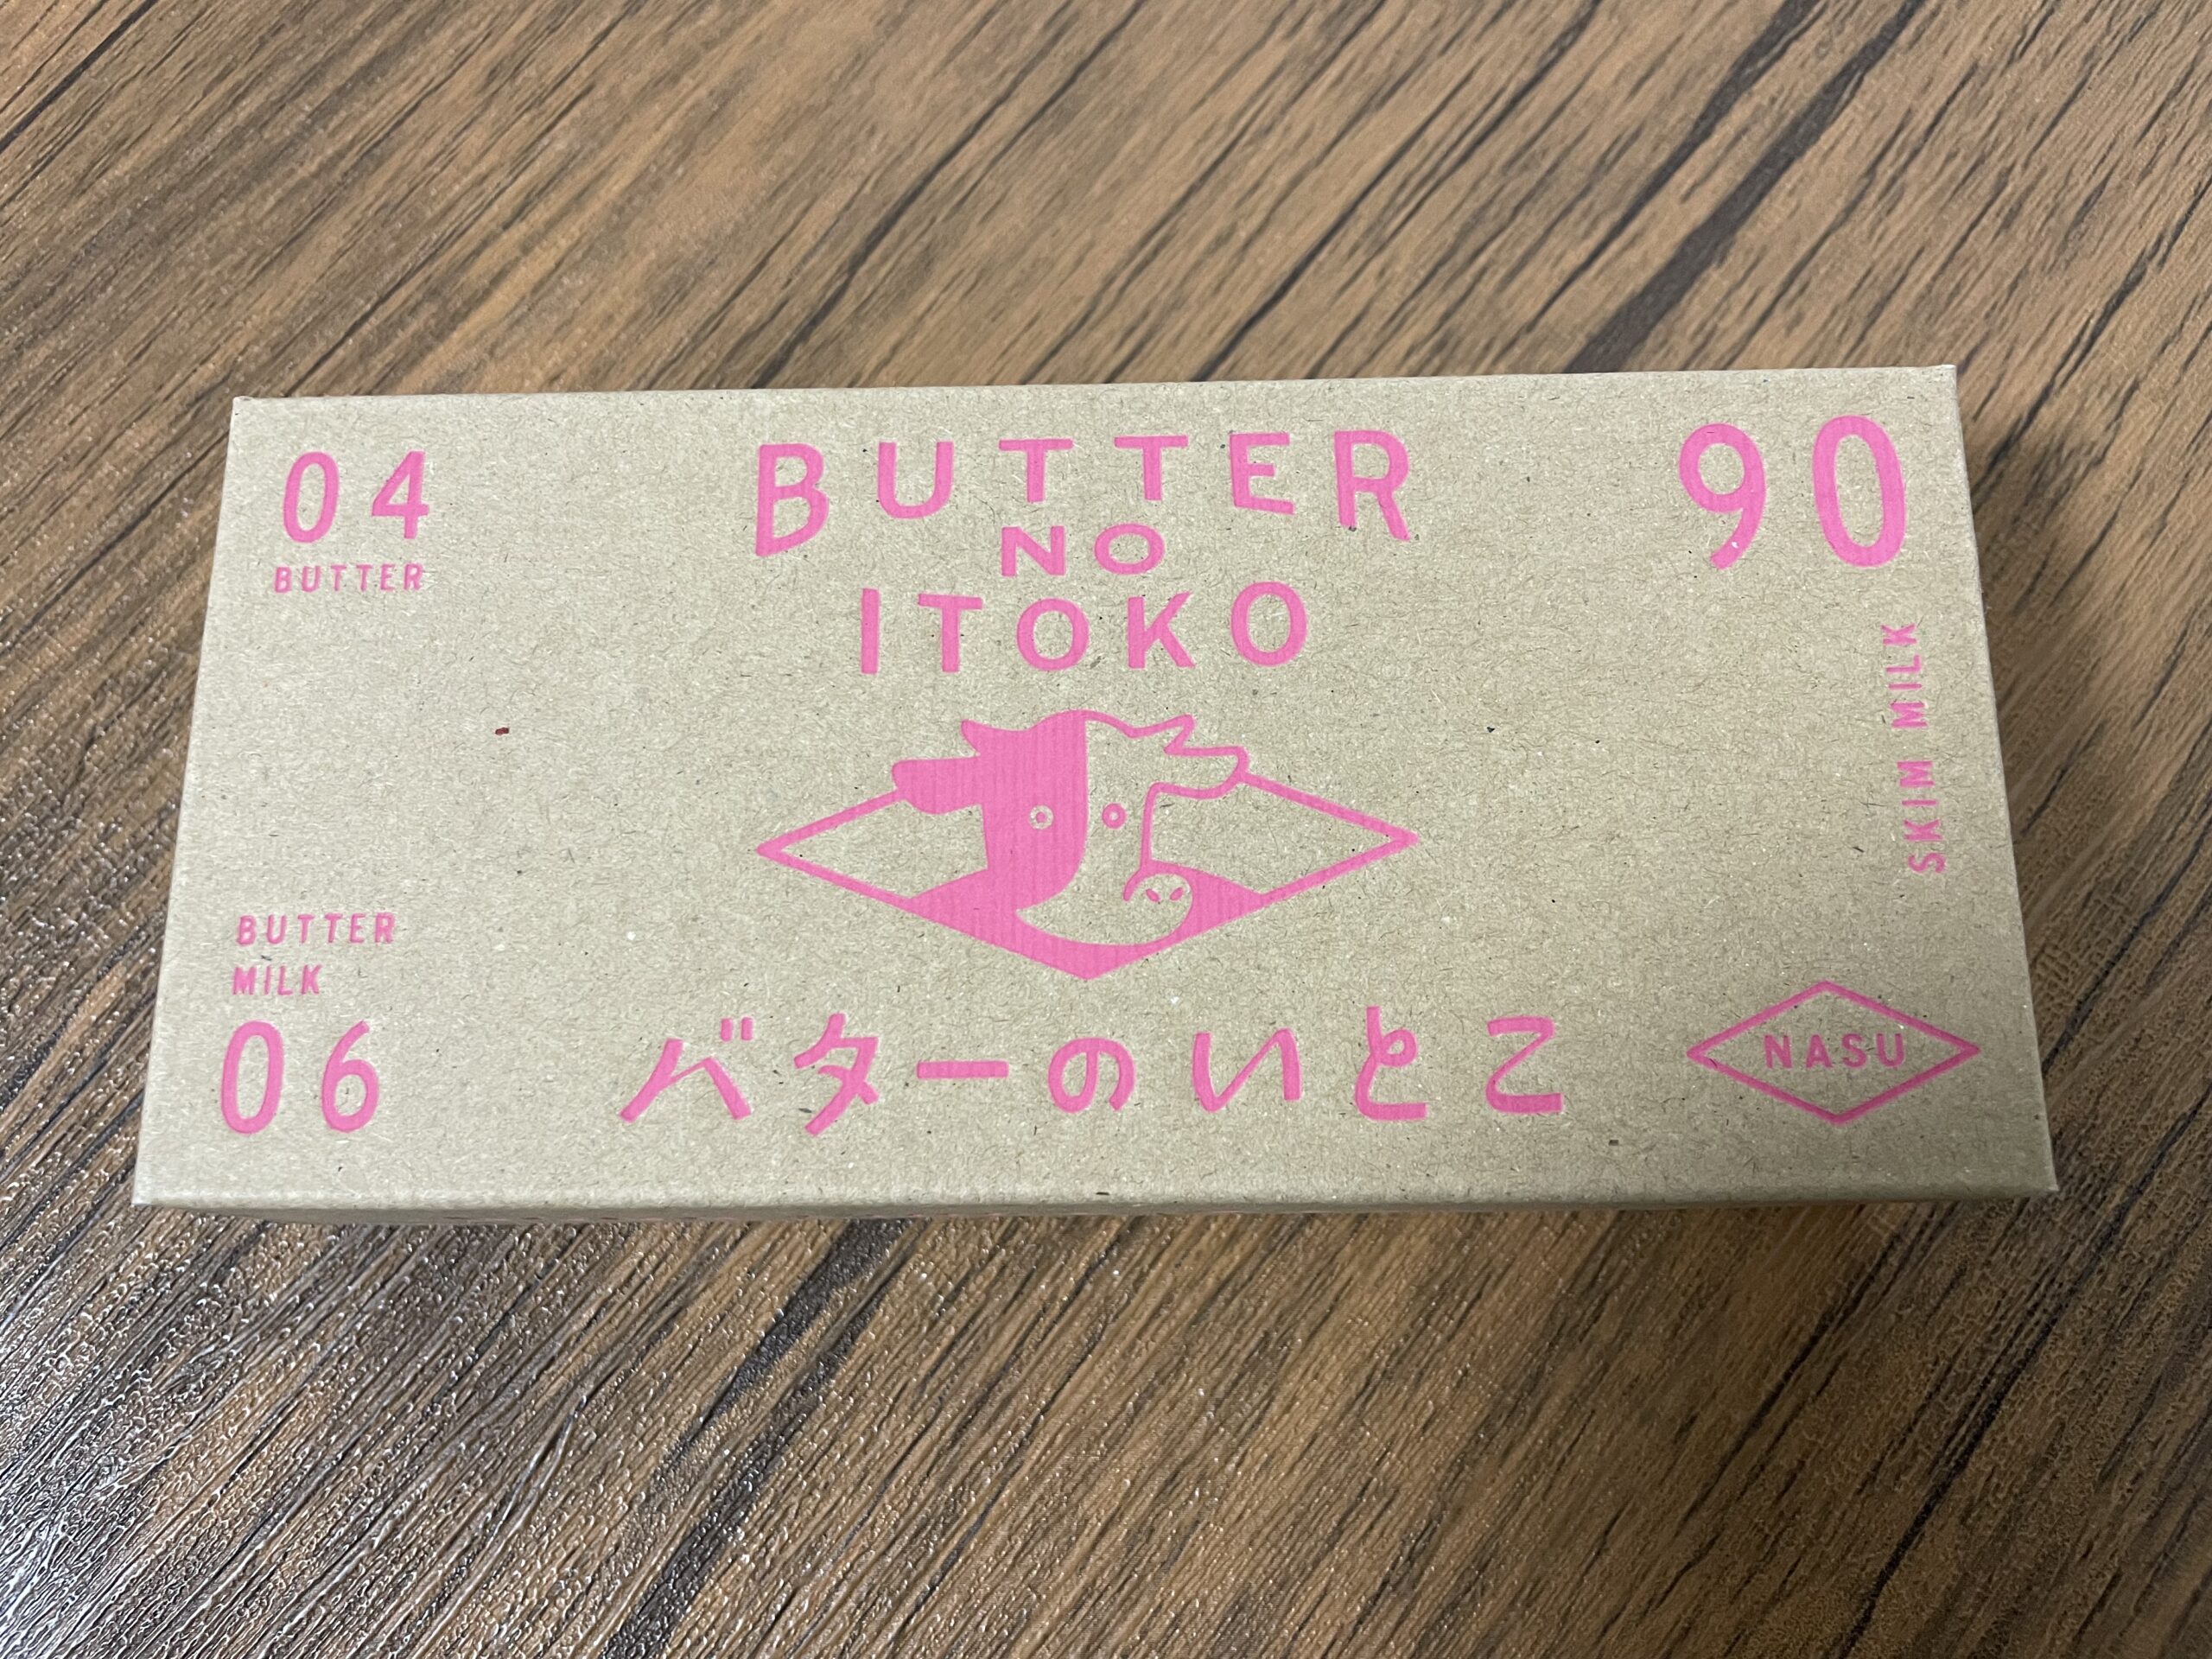 04
BUTTER
BUTTER
NO
ITOKO
90
SKIM MILK
BUTTER
MILK
06
バターのいとこ
NASU